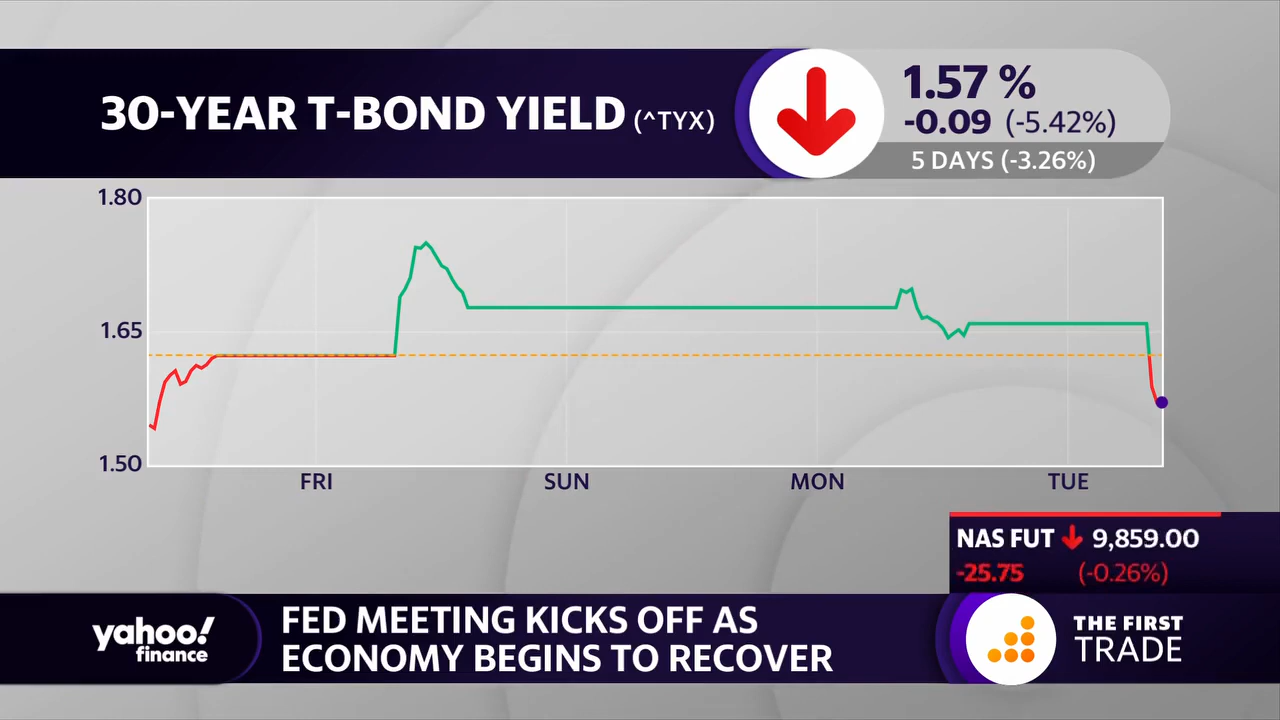 30-YEAR T-BOND YIELD (^TYX)
1.57 %
-0.09 (-5.42%)
5 DAYS (-3.26%)
1.80
1.65
1.50
FRI SUN MON TUE
NAS FUT 9,859.00
-25.75 (-0.26%)
yahoo!
finance
FED MEETING KICKS OFF AS
ECONOMY BEGINS TO RECOVER
THE FIRST
TRADE